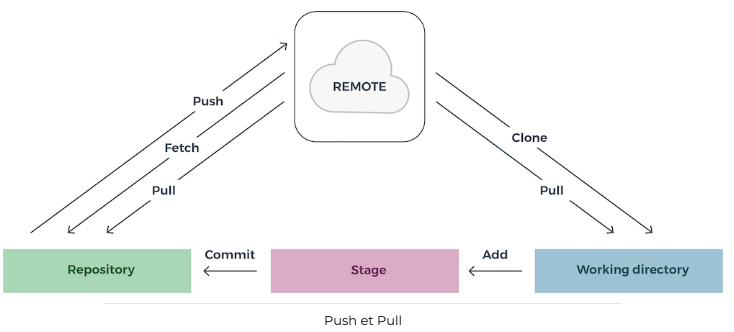 REMOTE
Push
Fetch
Pull
Clone
Pull
Repository
Commit
Stage
Add
Working directory
Push et Pull